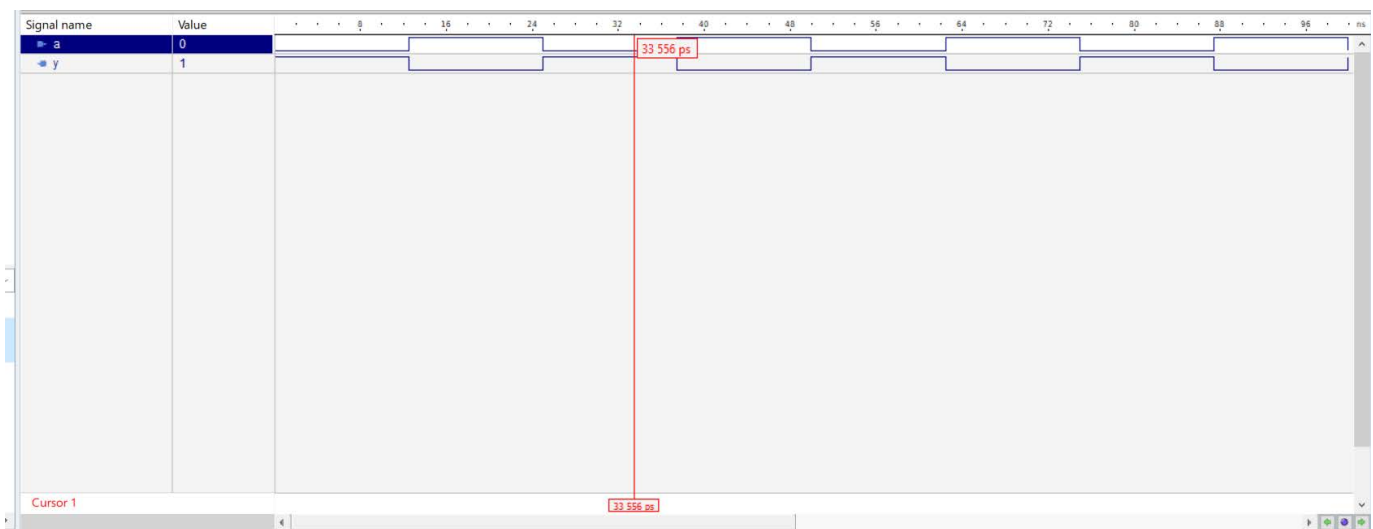 Signal name Value 8 16 24 32 40 48 56 64 72 80 88 96 ns
a 0
33 556 ps
y 1
Cursor 1 33 556 ps